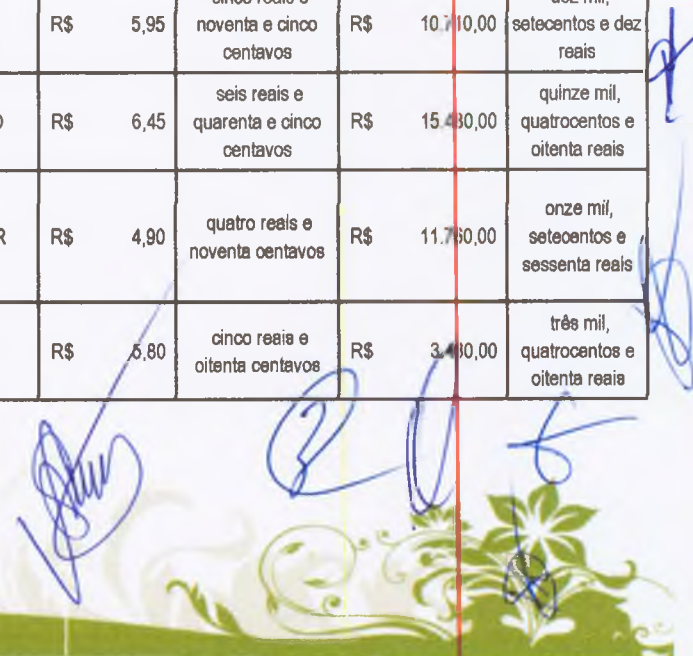 R$ 5,95 noventa e cinco centavos R$ 10.710,00 setecentos e dez reais
O R$ 6,45 seis reais e quarenta e cinco centavos R$ 15.480,00 quinze mil, quatrocentos e oitenta reais
R R$ 4,90 quatro reais e noventa centavos R$ 11.760,00 onze mil, setecentos e sessenta reais
R$ 5,80 cinco reais e oitenta centavos R$ 3.480,00 três mil, quatrocentos e oitenta reais